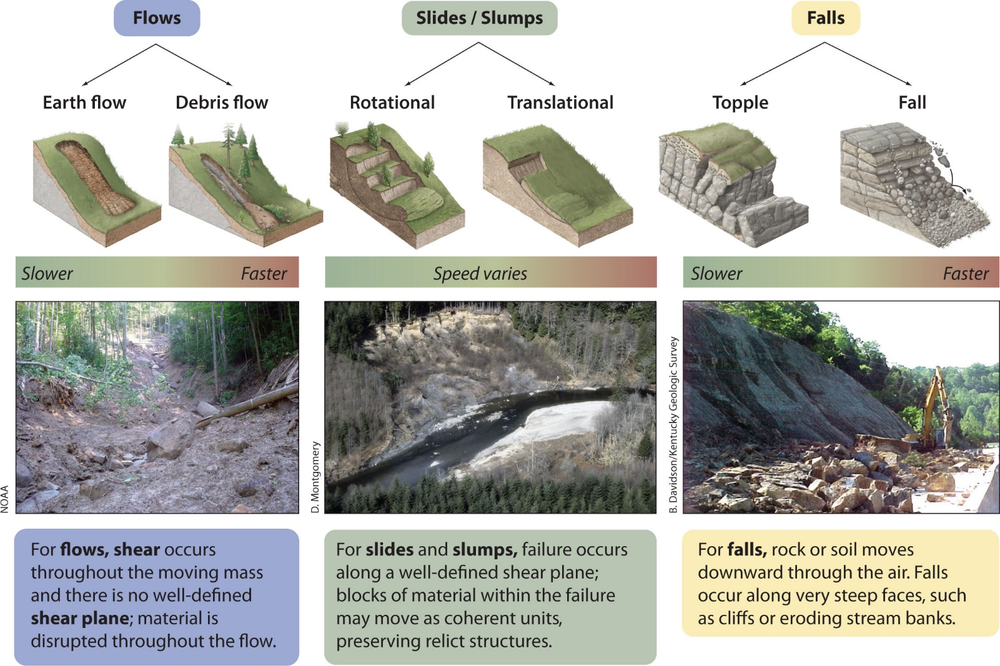 Flows
Slides / Slumps
Falls
Earth flow
Debris flow
Rotational
Translational
Topple
Fall
Slower
Faster
Speed varies
Slower
Faster
NOAA
D. Montgomery
B. Davidson/Kentucky Geologic Survey
For flows, shear occurs
throughout the moving mass
and there is no well-defined
shear plane; material is
disrupted throughout the flow.
For slides and slumps, failure occurs
along a well-defined shear plane;
blocks of material within the failure
may move as coherent units,
preserving relict structures.
For falls, rock or soil moves
downward through the air. Falls
occur along very steep faces, such
as cliffs or eroding stream banks.